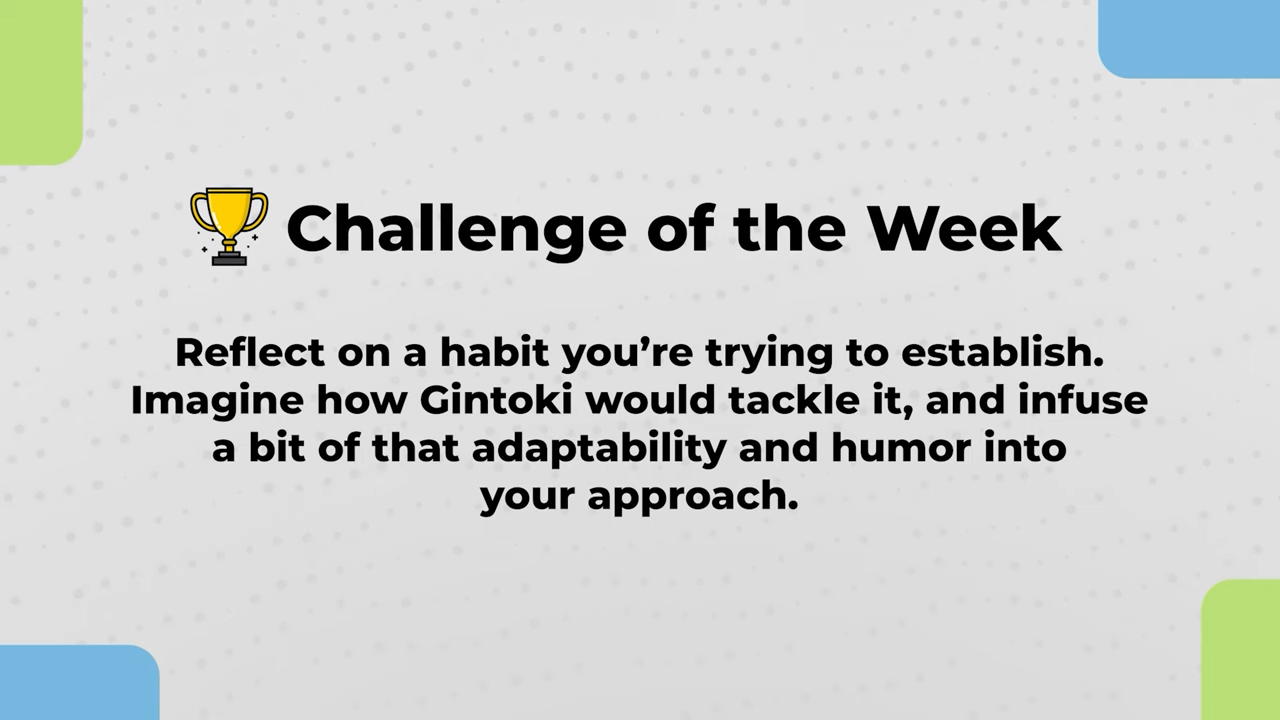 Challenge of the Week
Reflect on a habit you’re trying to establish.
Imagine how Gintoki would tackle it, and infuse
a bit of that adaptability and humor into
your approach.